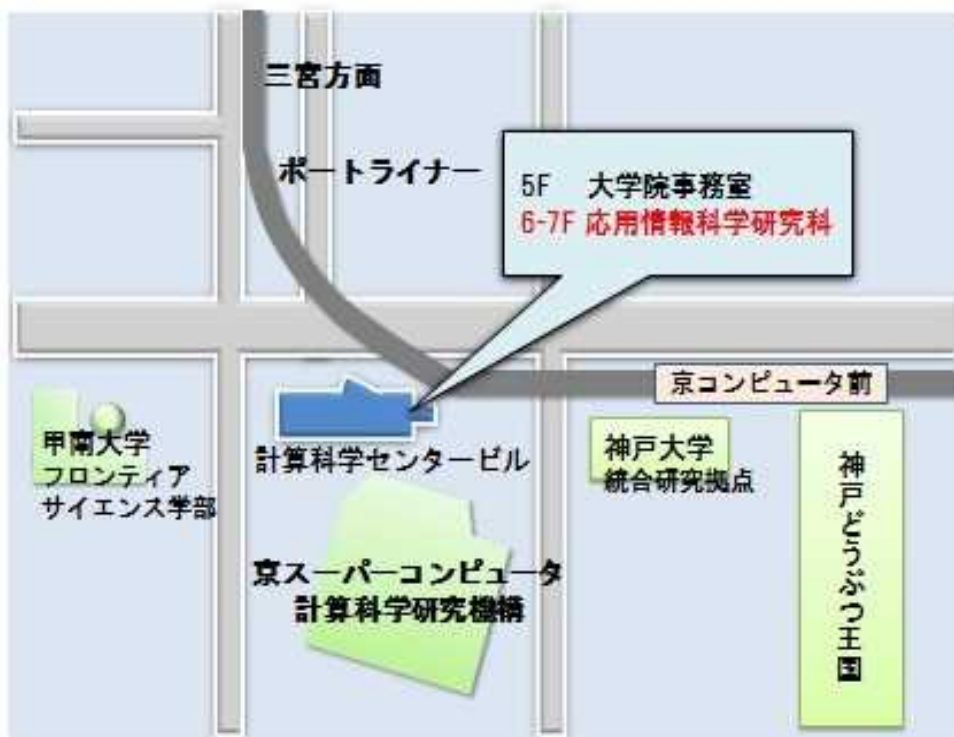 三宮方面
ポートライナー
5F 大学院事務室
6-7F 応用情報科学研究科
京コンピュータ前
甲南大学
フロンティア
サイエンス学部
計算科学センタービル
神戸大学
統合研究拠点
神戸どうぶつ王国
京スーパーコンピュータ
計算科学研究機構